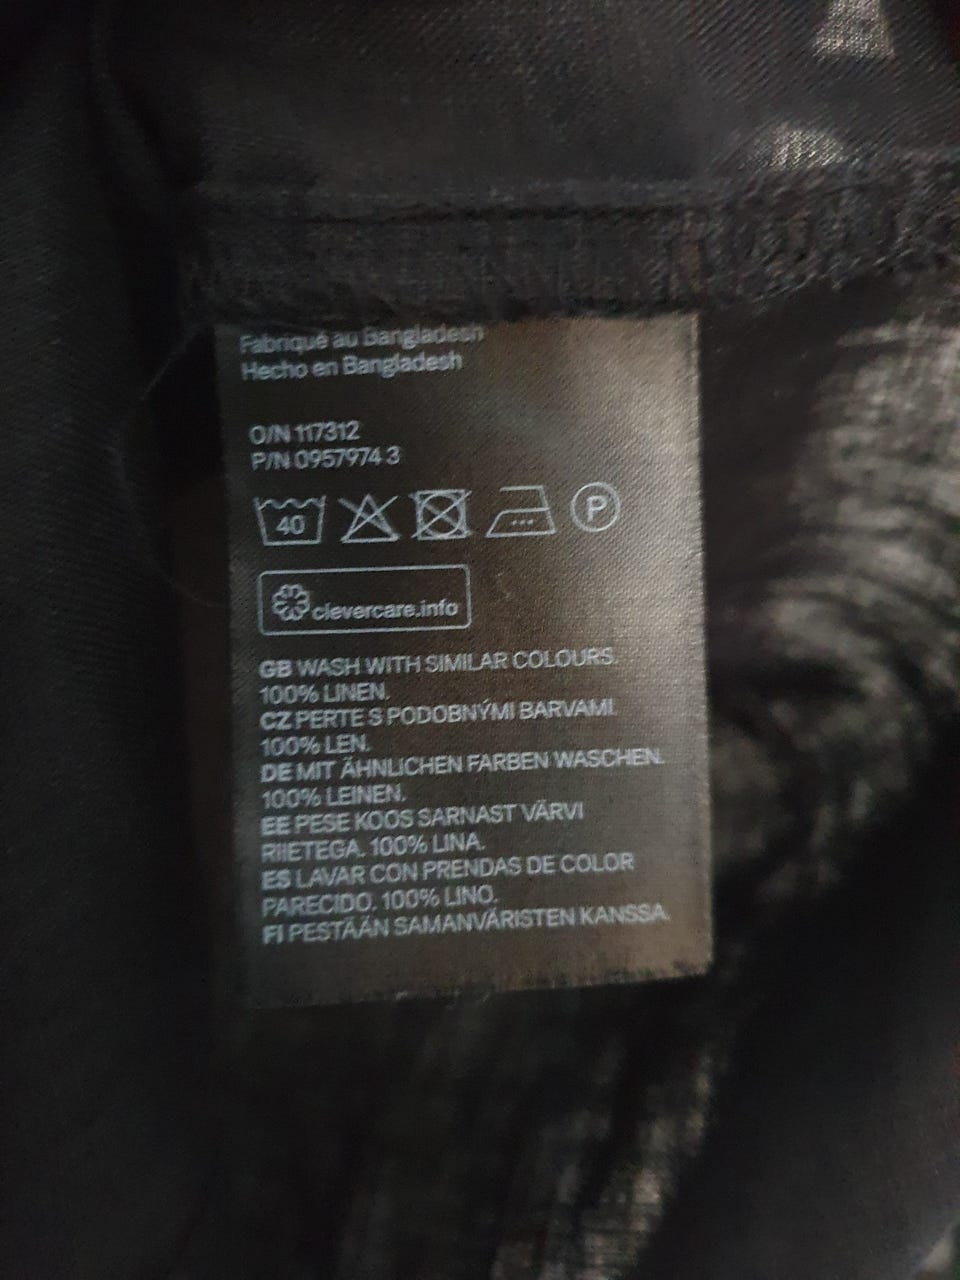 Fabriqué au Bangladesh
Hecho en Bangladesh
O/N 117312
P/N 0957974 3
40 P
clevercare.info
GB WASH WITH SIMILAR COLOURS.
100% LINEN.
CZ PERTE S PODOBNÝMI BARVAMI.
100% LEN.
DE MIT ÄHNLICHEN FARBEN WASCHEN.
100% LEINEN.
EE PESE KOOS SARNAST VÄRVI
RIIETEGA. 100% LINA.
ES LAVAR CON PRENDAS DE COLOR
PARECIDO. 100% LINO.
FI PESTÄÄN SAMANVÄRISTEN KANSSA.